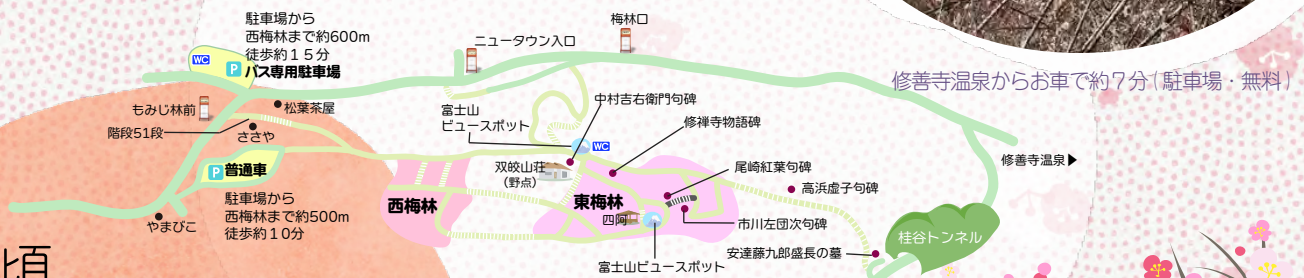 駐車場から
西梅林まで約600m
徒歩約１５分
WC
P バス専用駐車場
ニュータウン入口
梅林口
修善寺温泉からお車で約７分(駐車場・無料)
もみじ林前
松葉茶屋
階段51段
ささや
富士山
ビュースポット
中村吉右衛門句碑
WC
修禅寺物語碑
修善寺温泉▶
P 普通車
双皎山荘
(野点)
尾崎紅葉句碑
高浜虚子句碑
駐車場から
西梅林まで約500m
徒歩約１０分
西梅林
東梅林
四阿
市川左団次句碑
やまびこ
安達藤九郎盛長の墓
桂谷トンネル
富士山ビュースポット
頃